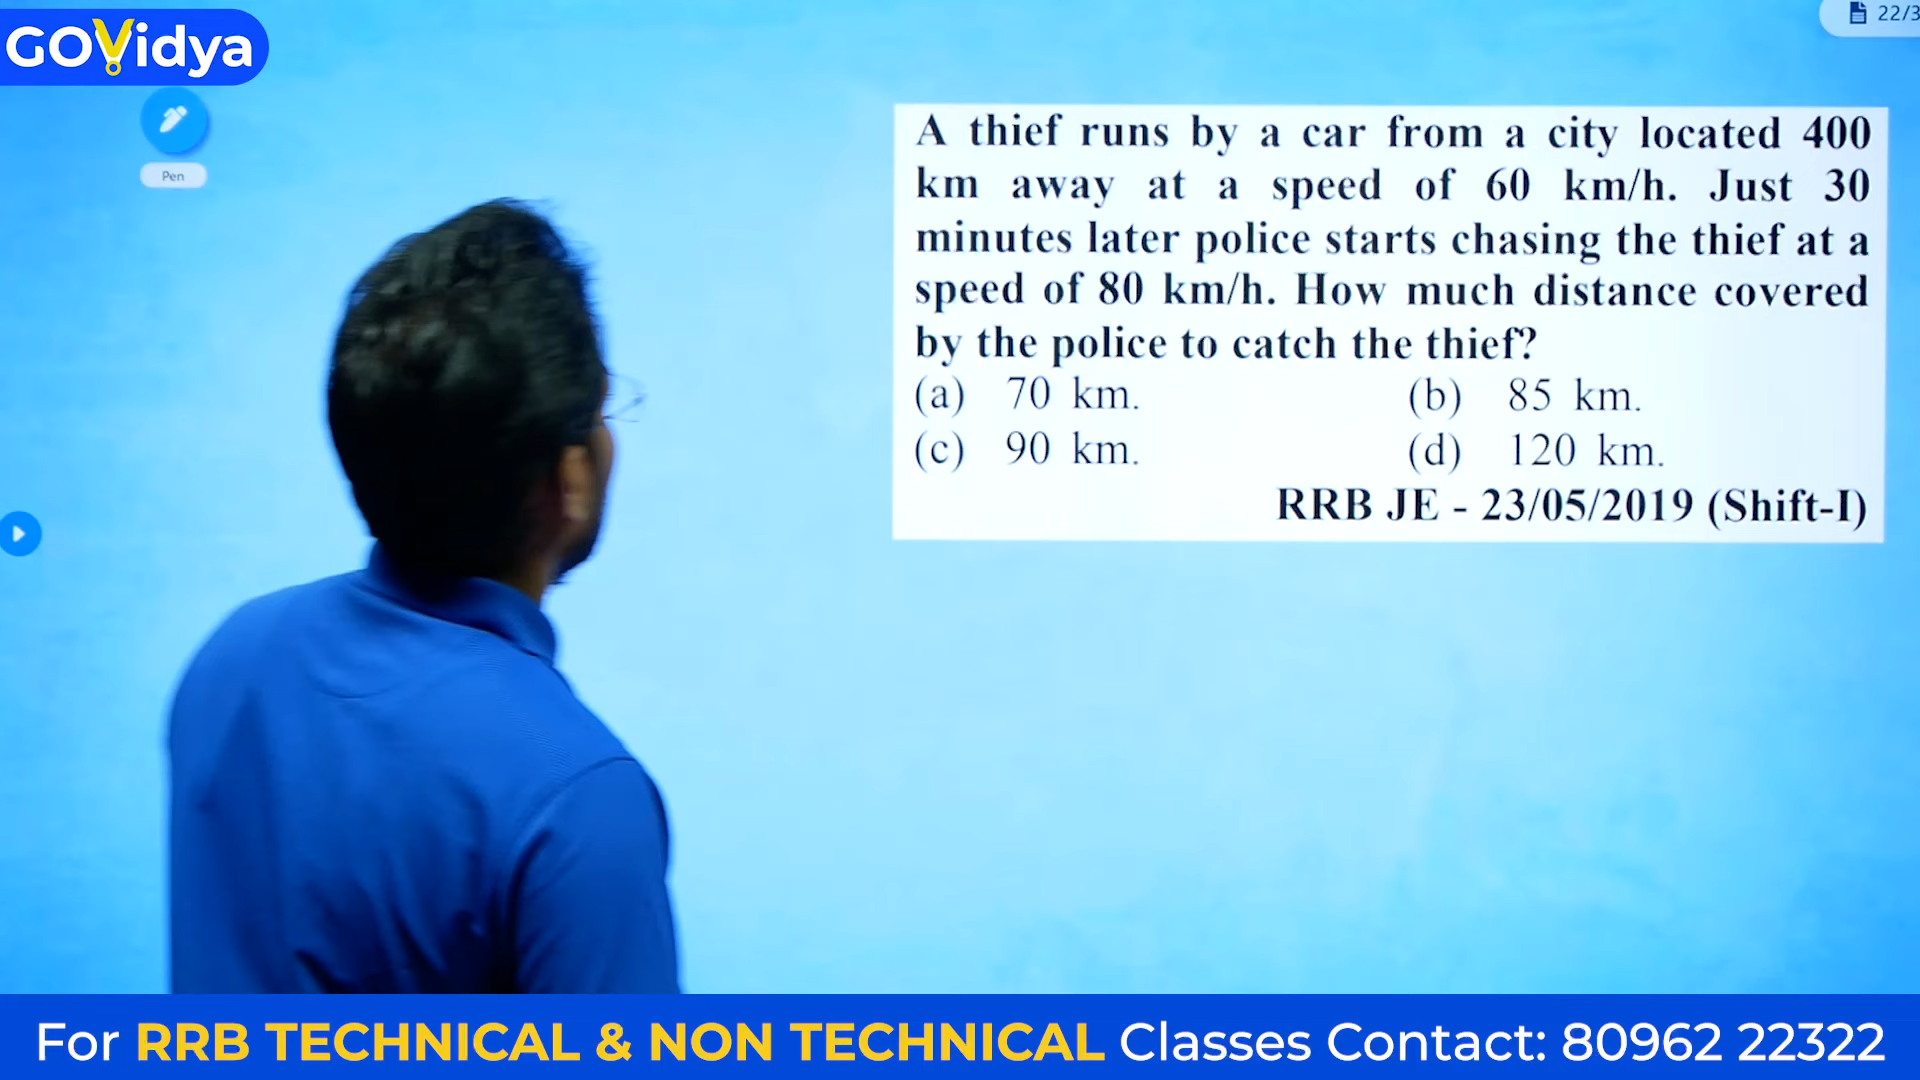 GOVidya
22/3
Pen
A thief runs by a car from a city located 400
km away at a speed of 60 km/h. Just 30
minutes later police starts chasing the thief at a
speed of 80 km/h. How much distance covered
by the police to catch the thief?
(a) 70 km. (b) 85 km.
(c) 90 km. (d) 120 km.
RRB JE - 23/05/2019 (Shift-I)
For RRB TECHNICAL & NON TECHNICAL Classes Contact: 80962 22322